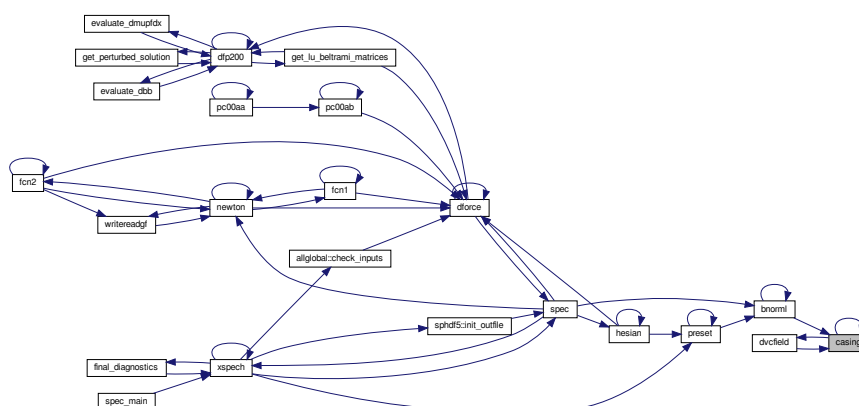 evaluate_dmupfdx
get_perturbed_solution
dfp200
get_lu_beltrami_matrices
evaluate_dbb
pc00aa
pc00ab
fcn2
fcn1
newton
dforce
writereadgf
allglobal::check_inputs
spec
bnorml
sphdf5::init_outfile
hesian
preset
casing
dvcfield
final_diagnostics
xspech
spec_main